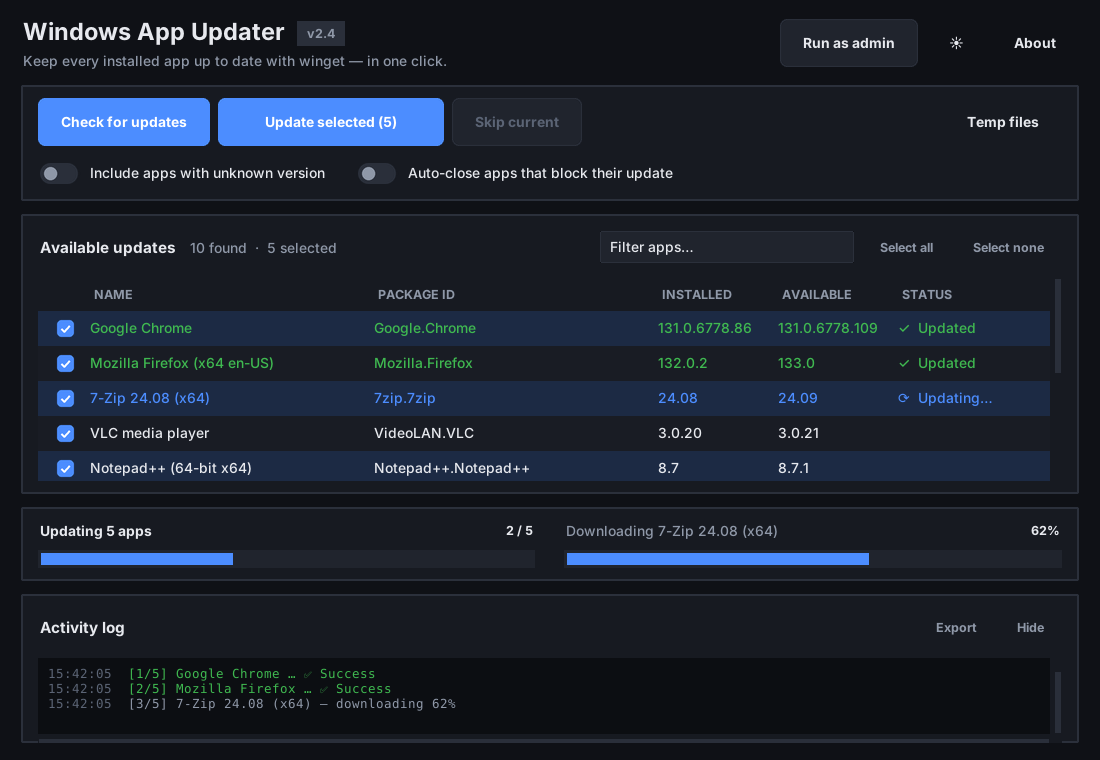 Windows App Updater v2.4
Keep every installed app up to date with winget — in one click.
Run as admin ☀ About
Check for updates Update selected (5) Skip current Temp files
Include apps with unknown version Auto-close apps that block their update
Available updates 10 found · 5 selected Filter apps... Select all Select none
NAME PACKAGE ID INSTALLED AVAILABLE STATUS
Google Chrome Google.Chrome 131.0.6778.86 131.0.6778.109 ✓ Updated
Mozilla Firefox (x64 en-US) Mozilla.Firefox 132.0.2 133.0 ✓ Updated
7-Zip 24.08 (x64) 7zip.7zip 24.08 24.09 ⟳ Updating...
VLC media player VideoLAN.VLC 3.0.20 3.0.21
Notepad++ (64-bit x64) Notepad++.Notepad++ 8.7 8.7.1
Updating 5 apps 2 / 5 Downloading 7-Zip 24.08 (x64) 62%
Activity log Export Hide
15:42:05 [1/5] Google Chrome … ✅ Success
15:42:05 [2/5] Mozilla Firefox … ✅ Success
15:42:05 [3/5] 7-Zip 24.08 (x64) — downloading 62%